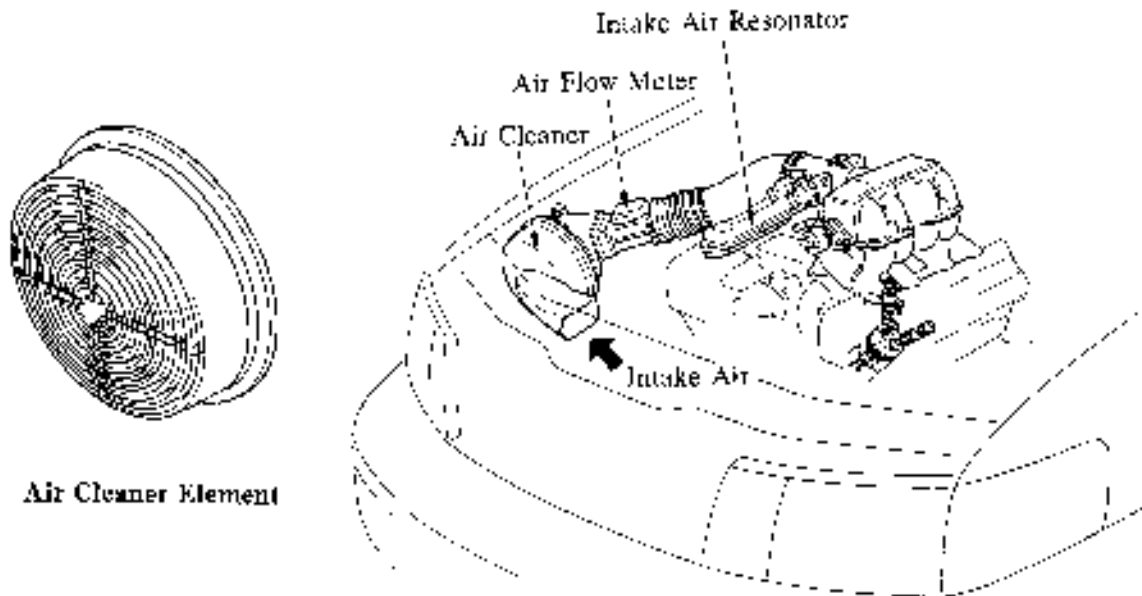 Intake Air Resonator
Air Flow Meter
Air Cleaner
Intake Air
Air Cleaner Element